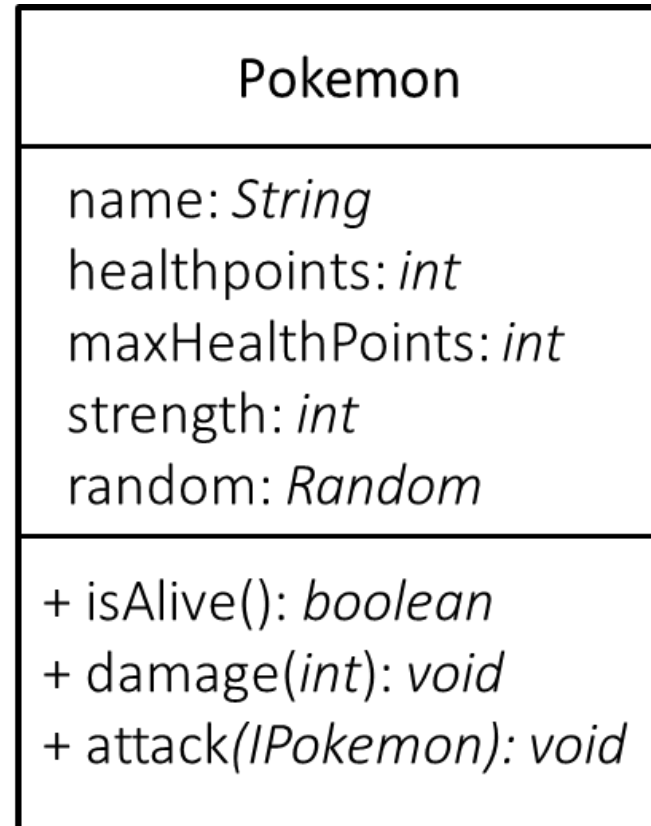 Pokemon
name: String
healthpoints: int
maxHealthPoints: int
strength: int
random: Random
+ isAlive(): boolean
+ damage(int): void
+ attack(IPokemon): void